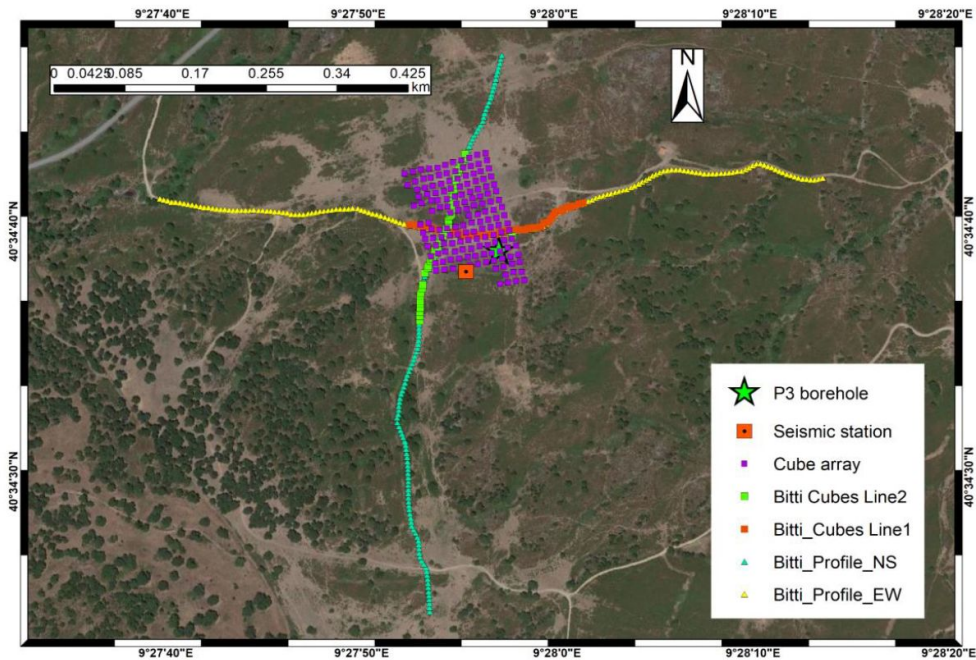 9°27'40"E 9°27'50"E 9°28'0"E 9°28'10"E 9°28'20"E
0 0.0425 0.085 0.17 0.255 0.34 0.425
km
N
40°34'40"N 40°34'40"N
40°34'30"N 40°34'30"N
P3 borehole
Seismic station
Cube array
Bitti Cubes Line2
Bitti_Cubes Line1
Bitti_Profile_NS
Bitti_Profile_EW
9°27'40"E 9°27'50"E 9°28'0"E 9°28'10"E 9°28'20"E